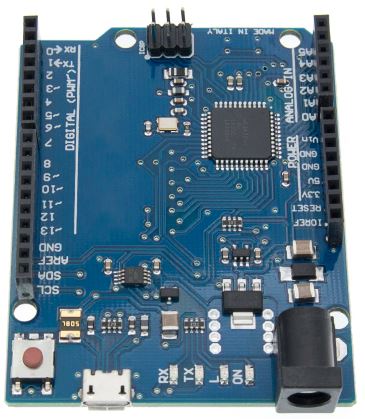 ICSP
MADE IN ITALY
RX ←0
TX→1
2
~3
4
~5
~6
7
DIGITAL (PWM~)
8
~9
~10
~11
12
~13
GND
AREF
SDA
SCL
A5
A4
A3
A2
A1
A0
ANALOG IN
Vin
GND
GND
5V
3.3V
RESET
IOREF
POWER
RX
TX
ON